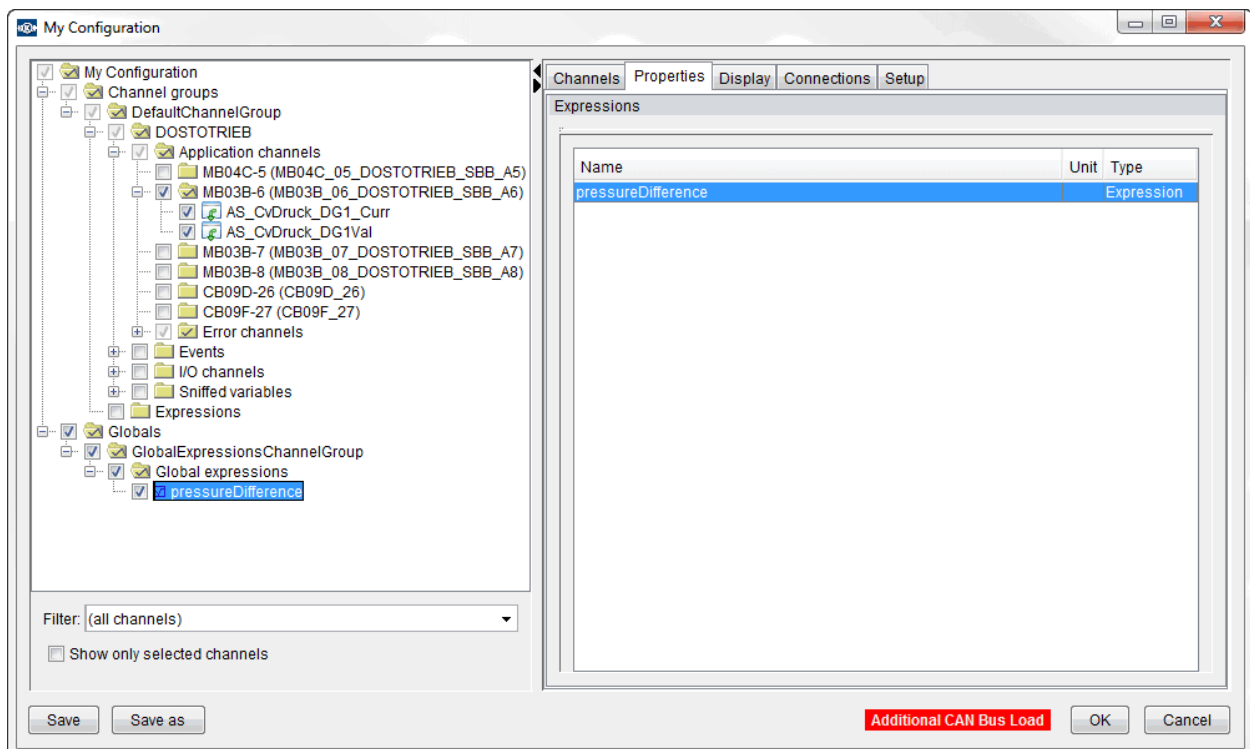 My Configuration
My Configuration
Channel groups
DefaultChannelGroup
DOSTOTRIEB
Application channels
MB04C-5 (MB04C_05_DOSTOTRIEB_SBB_A5)
MB03B-6 (MB03B_06_DOSTOTRIEB_SBB_A6)
AS_CvDruck_DG1_Curr
AS_CvDruck_DG1Val
MB03B-7 (MB03B_07_DOSTOTRIEB_SBB_A7)
MB03B-8 (MB03B_08_DOSTOTRIEB_SBB_A8)
CB09D-26 (CB09D_26)
CB09F-27 (CB09F_27)
Error channels
Events
I/O channels
Sniffed variables
Expressions
Globals
GlobalExpressionsChannelGroup
Global expressions
pressureDifference
Filter: (all channels)
Show only selected channels
Channels Properties Display Connections Setup
Expressions
Name Unit Type
pressureDifference Expression
Save Save as Additional CAN Bus Load OK Cancel